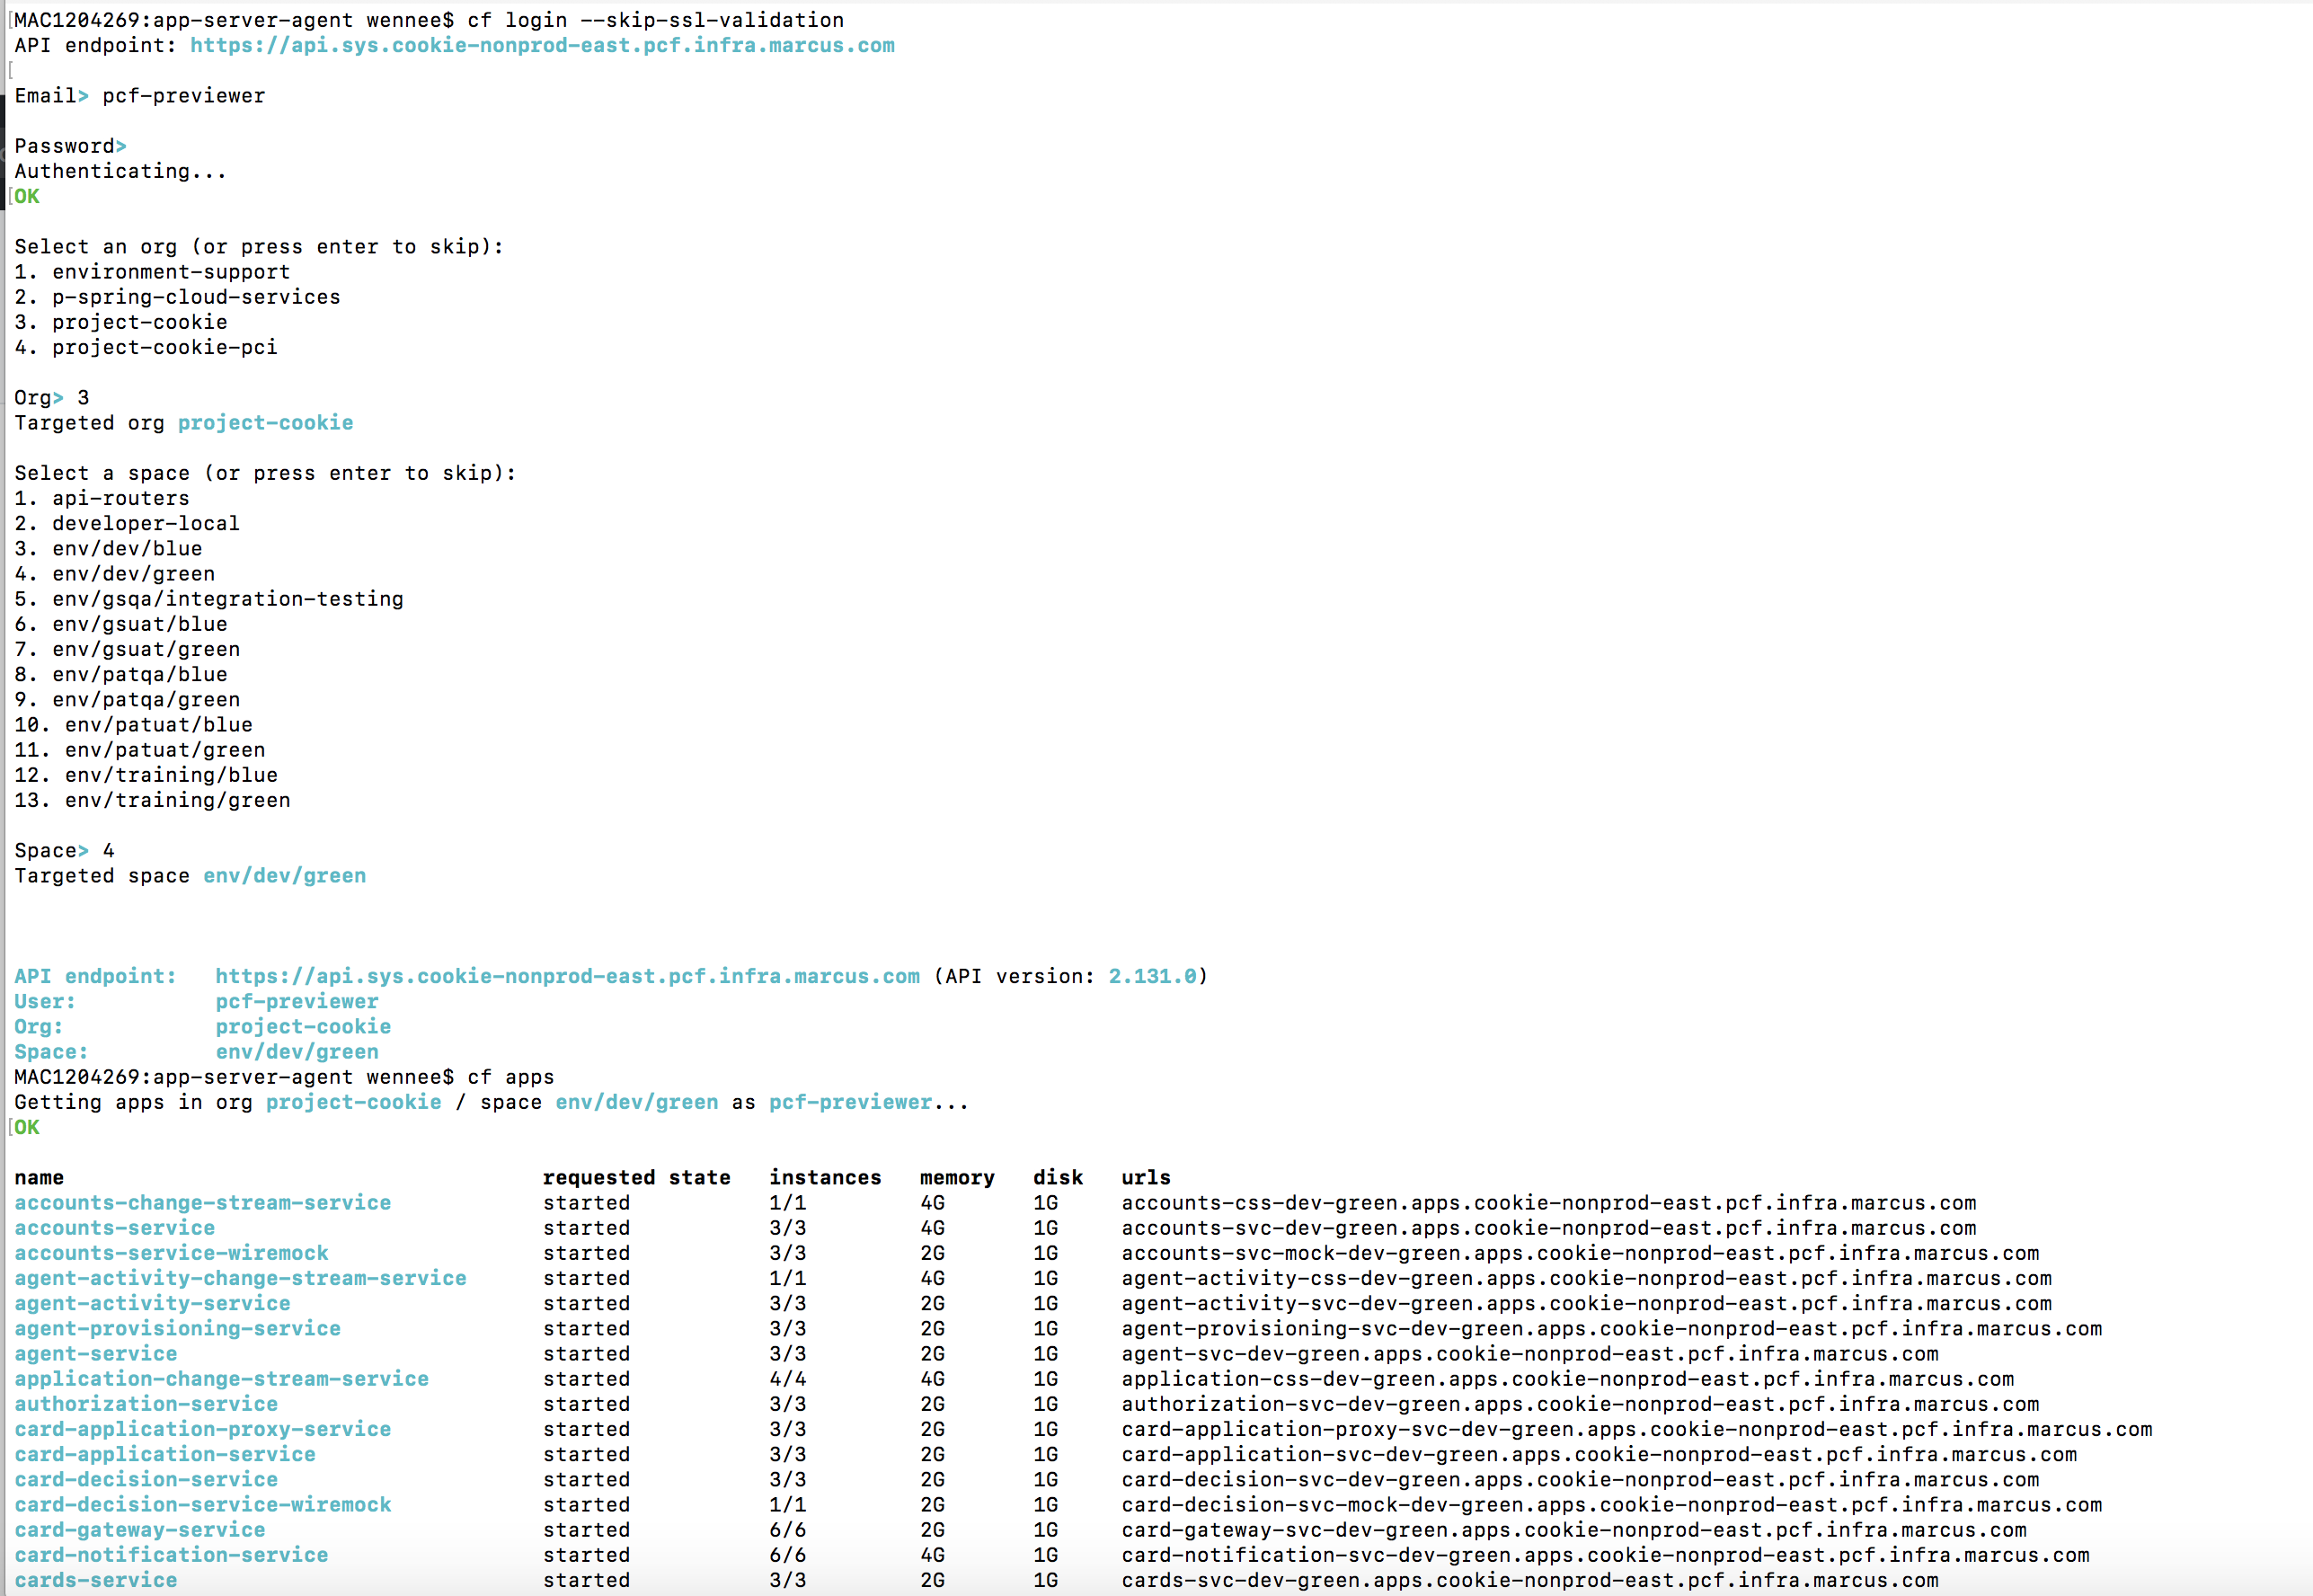 MAC1204269:app-server-agent wennee$ cf login --skip-ssl-validation
API endpoint: https://api.sys.cookie-nonprod-east.pcf.infra.marcus.com
Email> pcf-previewer
Password>
Authenticating...
OK
Select an org (or press enter to skip):
1. environment-support
2. p-spring-cloud-services
3. project-cookie
4. project-cookie-pci
Org> 3
Targeted org project-cookie
Select a space (or press enter to skip):
1. api-routers
2. developer-local
3. env/dev/blue
4. env/dev/green
5. env/gsqa/integration-testing
6. env/gsuat/blue
7. env/gsuat/green
8. env/patqa/blue
9. env/patqa/green
10. env/patuat/blue
11. env/patuat/green
12. env/training/blue
13. env/training/green
Space> 4
Targeted space env/dev/green
API endpoint: https://api.sys.cookie-nonprod-east.pcf.infra.marcus.com (API version: 2.131.0)
User: pcf-previewer
Org: project-cookie
Space: env/dev/green
MAC1204269:app-server-agent wennee$ cf apps
Getting apps in org project-cookie / space env/dev/green as pcf-previewer...
OK
name requested state instances memory disk urls
accounts-change-stream-service started 1/1 4G 1G accounts-css-dev-green.apps.cookie-nonprod-east.pcf.infra.marcus.com
accounts-service started 3/3 4G 1G accounts-svc-dev-green.apps.cookie-nonprod-east.pcf.infra.marcus.com
accounts-service-wiremock started 3/3 2G 1G accounts-svc-mock-dev-green.apps.cookie-nonprod-east.pcf.infra.marcus.com
agent-activity-change-stream-service started 1/1 4G 1G agent-activity-css-dev-green.apps.cookie-nonprod-east.pcf.infra.marcus.com
agent-activity-service started 3/3 2G 1G agent-activity-svc-dev-green.apps.cookie-nonprod-east.pcf.infra.marcus.com
agent-provisioning-service started 3/3 2G 1G agent-provisioning-svc-dev-green.apps.cookie-nonprod-east.pcf.infra.marcus.com
agent-service started 3/3 2G 1G agent-svc-dev-green.apps.cookie-nonprod-east.pcf.infra.marcus.com
application-change-stream-service started 4/4 4G 1G application-css-dev-green.apps.cookie-nonprod-east.pcf.infra.marcus.com
authorization-service started 3/3 2G 1G authorization-svc-dev-green.apps.cookie-nonprod-east.pcf.infra.marcus.com
card-application-proxy-service started 3/3 2G 1G card-application-proxy-svc-dev-green.apps.cookie-nonprod-east.pcf.infra.marcus.com
card-application-service started 3/3 2G 1G card-application-svc-dev-green.apps.cookie-nonprod-east.pcf.infra.marcus.com
card-decision-service started 3/3 2G 1G card-decision-svc-dev-green.apps.cookie-nonprod-east.pcf.infra.marcus.com
card-decision-service-wiremock started 1/1 2G 1G card-decision-svc-mock-dev-green.apps.cookie-nonprod-east.pcf.infra.marcus.com
card-gateway-service started 6/6 2G 1G card-gateway-svc-dev-green.apps.cookie-nonprod-east.pcf.infra.marcus.com
card-notification-service started 6/6 4G 1G card-notification-svc-dev-green.apps.cookie-nonprod-east.pcf.infra.marcus.com
cards-service started 3/3 2G 1G cards-svc-dev-green.apps.cookie-nonprod-east.pcf.infra.marcus.com